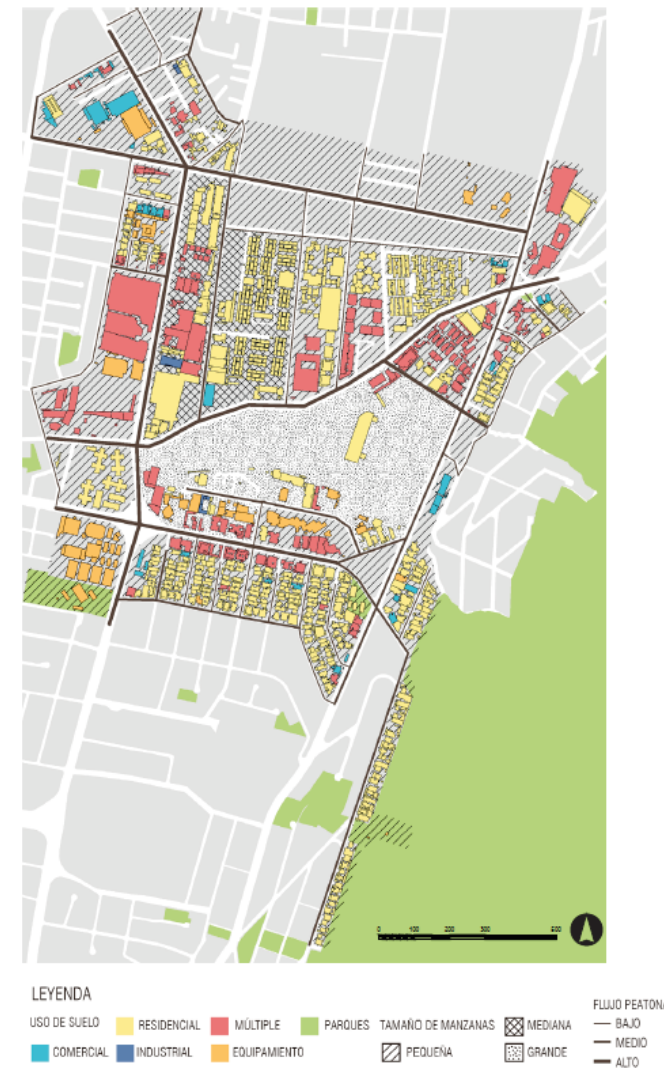 0 100 200 300 500
LEYENDA
USO DE SUELO RESIDENCIAL MÚLTIPLE PARQUES TAMAÑO DE MANZANAS MEDIANA
COMERCIAL INDUSTRIAL EQUIPAMIENTO PEQUEÑA GRANDE
FLUJO PEATONA
BAJO
MEDIO
ALTO